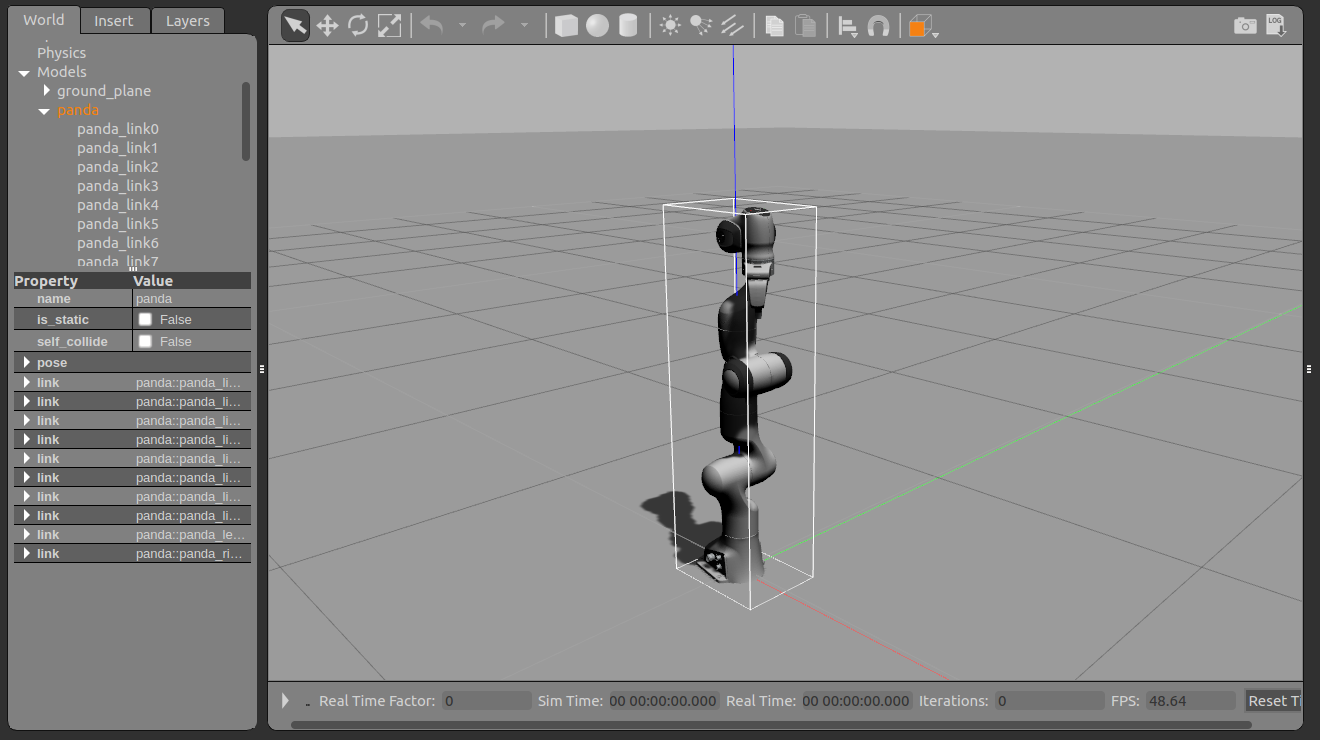 World Insert Layers
LOG
Physics
Models
ground_plane
panda
panda_link0
panda_link1
panda_link2
panda_link3
panda_link4
panda_link5
panda_link6
panda_link7
Property Value
name panda
is_static False
self_collide False
pose
link panda::panda_li...
link panda::panda_li...
link panda::panda_li...
link panda::panda_li...
link panda::panda_li...
link panda::panda_li...
link panda::panda_li...
link panda::panda_li...
link panda::panda_le...
link panda::panda_ri...
Real Time Factor: 0 Sim Time: 00 00:00:00.000 Real Time: 00 00:00:00.000 Iterations: 0 FPS: 48.64 Reset Ti